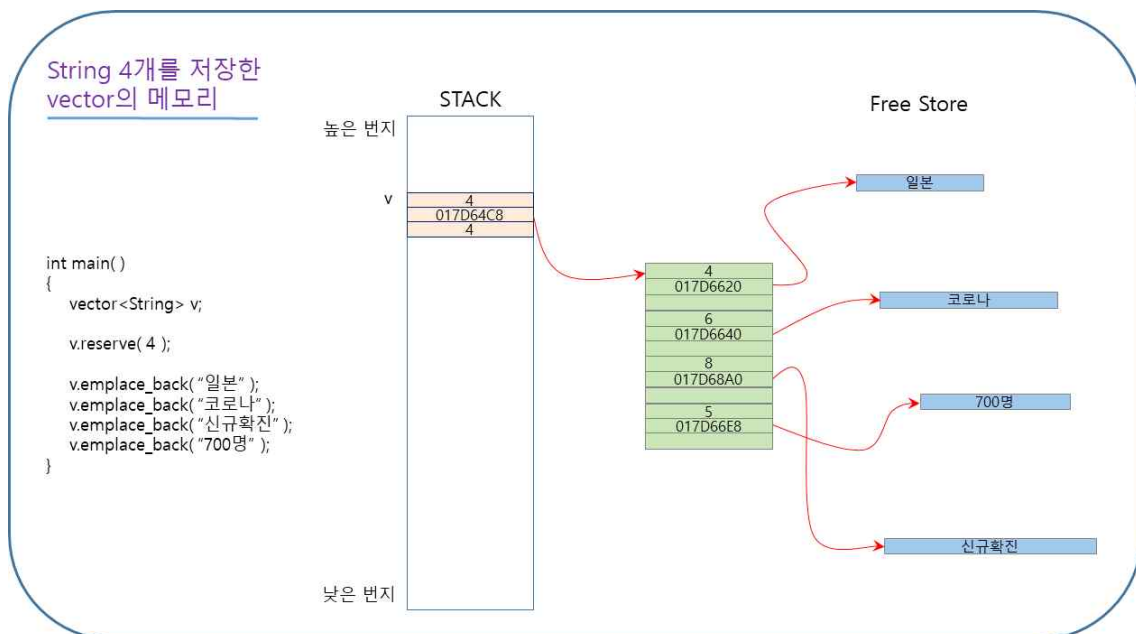 String 4개를 저장한
vector의 메모리
STACK
Free Store
높은 번지
v
4
017D64C8
4
int main( )
{
vector<String> v;
v.reserve( 4 );
v.emplace_back( “일본” );
v.emplace_back( “코로나” );
v.emplace_back( “신규확진” );
v.emplace_back( “700명” );
}
4
017D6620
6
017D6640
8
017D68A0
5
017D66E8
일본
코로나
700명
신규확진
낮은 번지